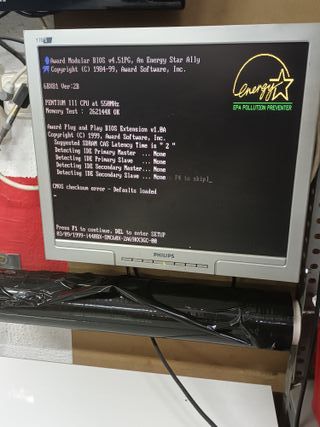 Award Modular BIOS v4.51PG, An Energy Star Ally
Copyright (C) 1984-99, Award Software, Inc.
6BXB1 Ver:2B
PENTIUM III CPU at 550MHz
Memory Test : 262144K OK
Award Plug and Play BIOS Extension v1.0A
Copyright (C) 1999, Award Software, Inc.
Suggested SDRAM CAS Latency Time is " 2 "
Detecting IDE Primary Master ... None
Detecting IDE Primary Slave ... None
Detecting IDE Secondary Master ... None
Detecting IDE Secondary Slave ... None
CMOS checksum error - Defaults loaded
Press F1 to continue, DEL to enter SETUP
energy
EPA POLLUTION PREVENTER
PHILIPS